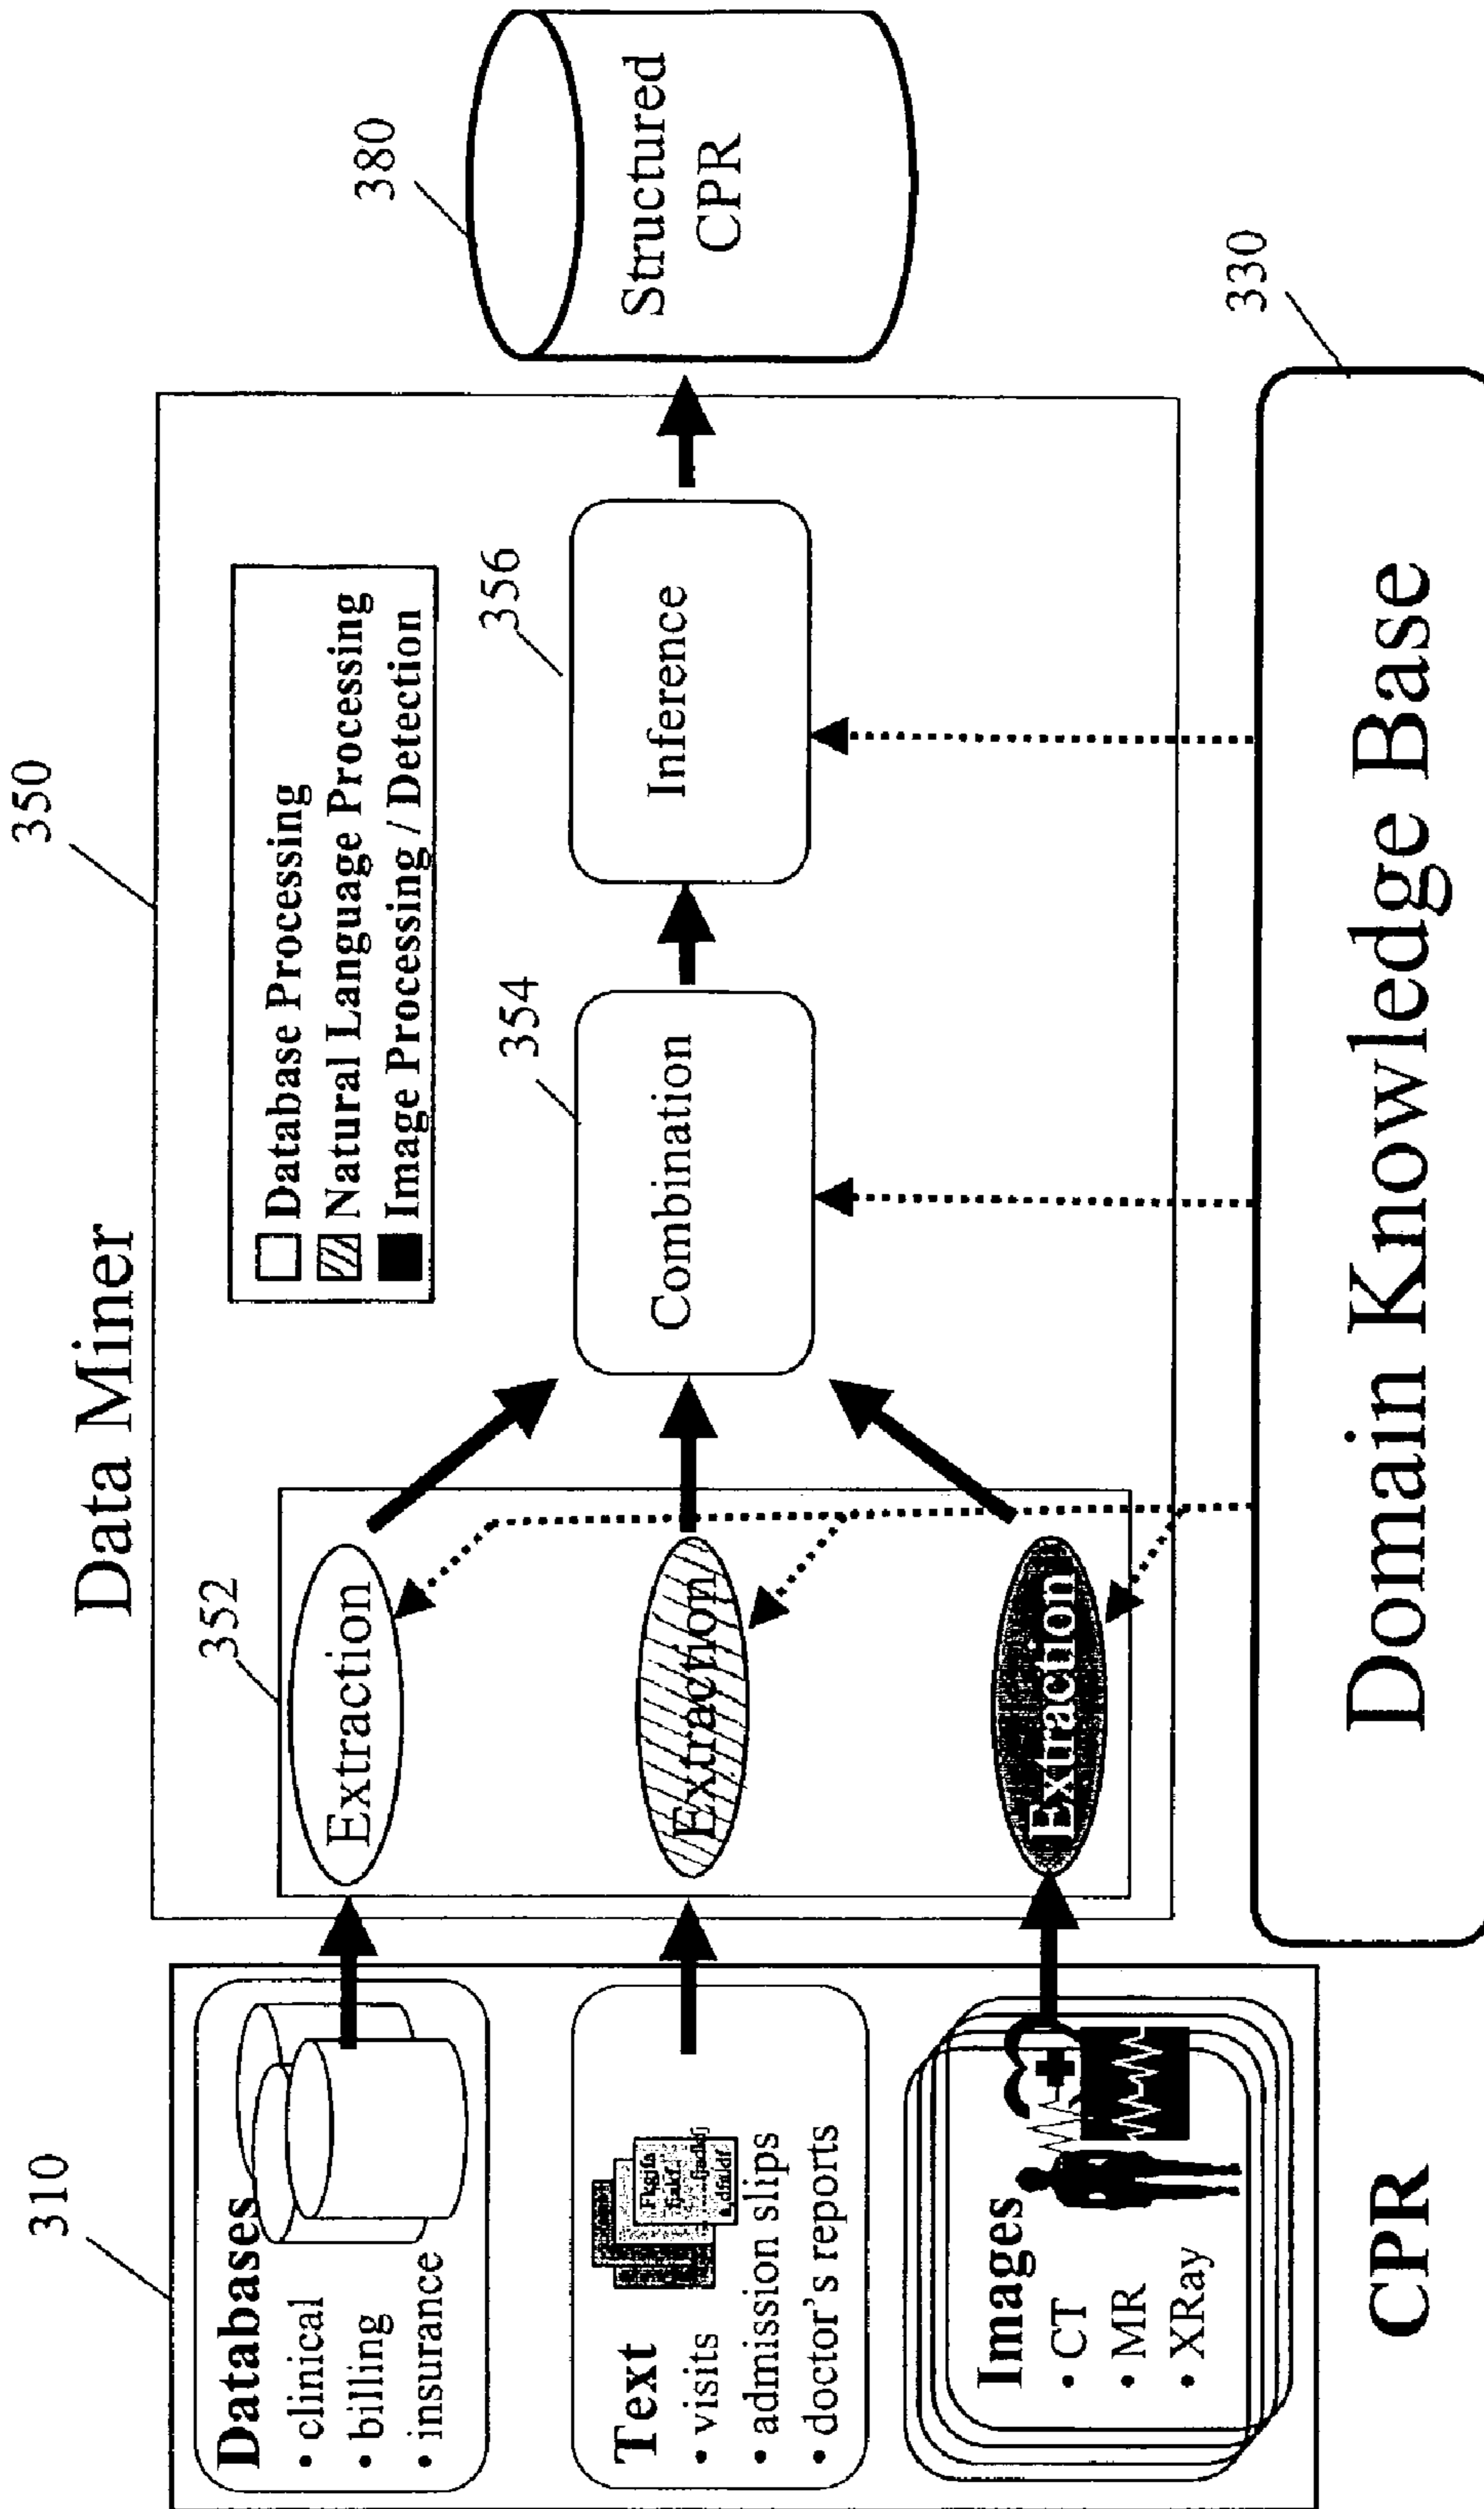 310
Databases
• clinical
• billing
• insurance
Text
• visits
• admission slips
• doctor's reports
Images
• CT
• MR
• XRay
CPR
Data Miner
350
352
Extraction
Extraction
Extraction
Database Processing
Natural Language Processing
Image Processing / Detection
354
Combination
356
Inference
380
Structured
CPR
330
Domain Knowledge Base